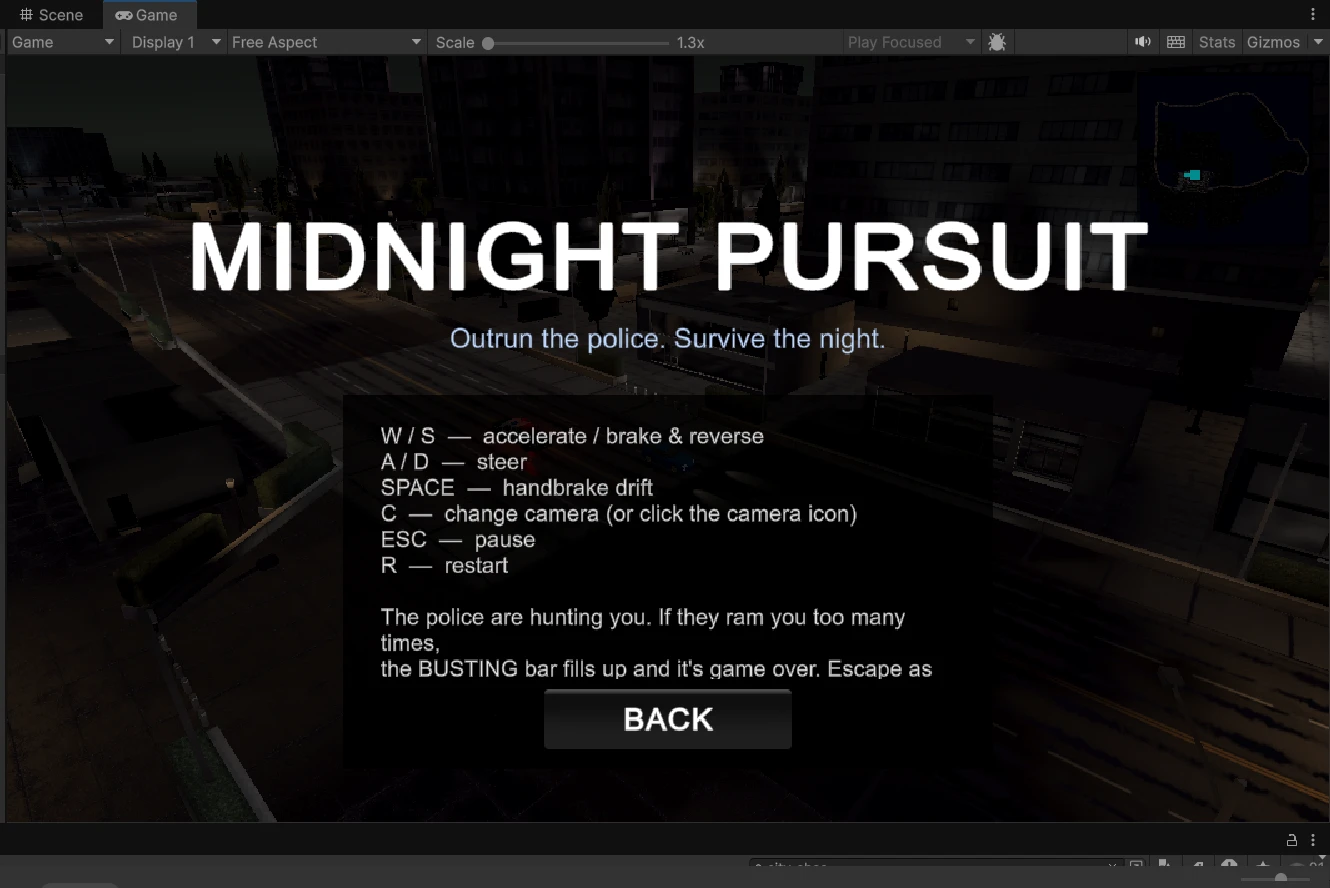 Scene
Game
Game
Display 1
Free Aspect
Scale
1.3x
Play Focused
Stats
Gizmos
MIDNIGHT PURSUIT
Outrun the police. Survive the night.
W / S — accelerate / brake & reverse
A / D — steer
SPACE — handbrake drift
C — change camera (or click the camera icon)
ESC — pause
R — restart
The police are hunting you. If they ram you too many
times,
the BUSTING bar fills up and it's game over. Escape as
BACK